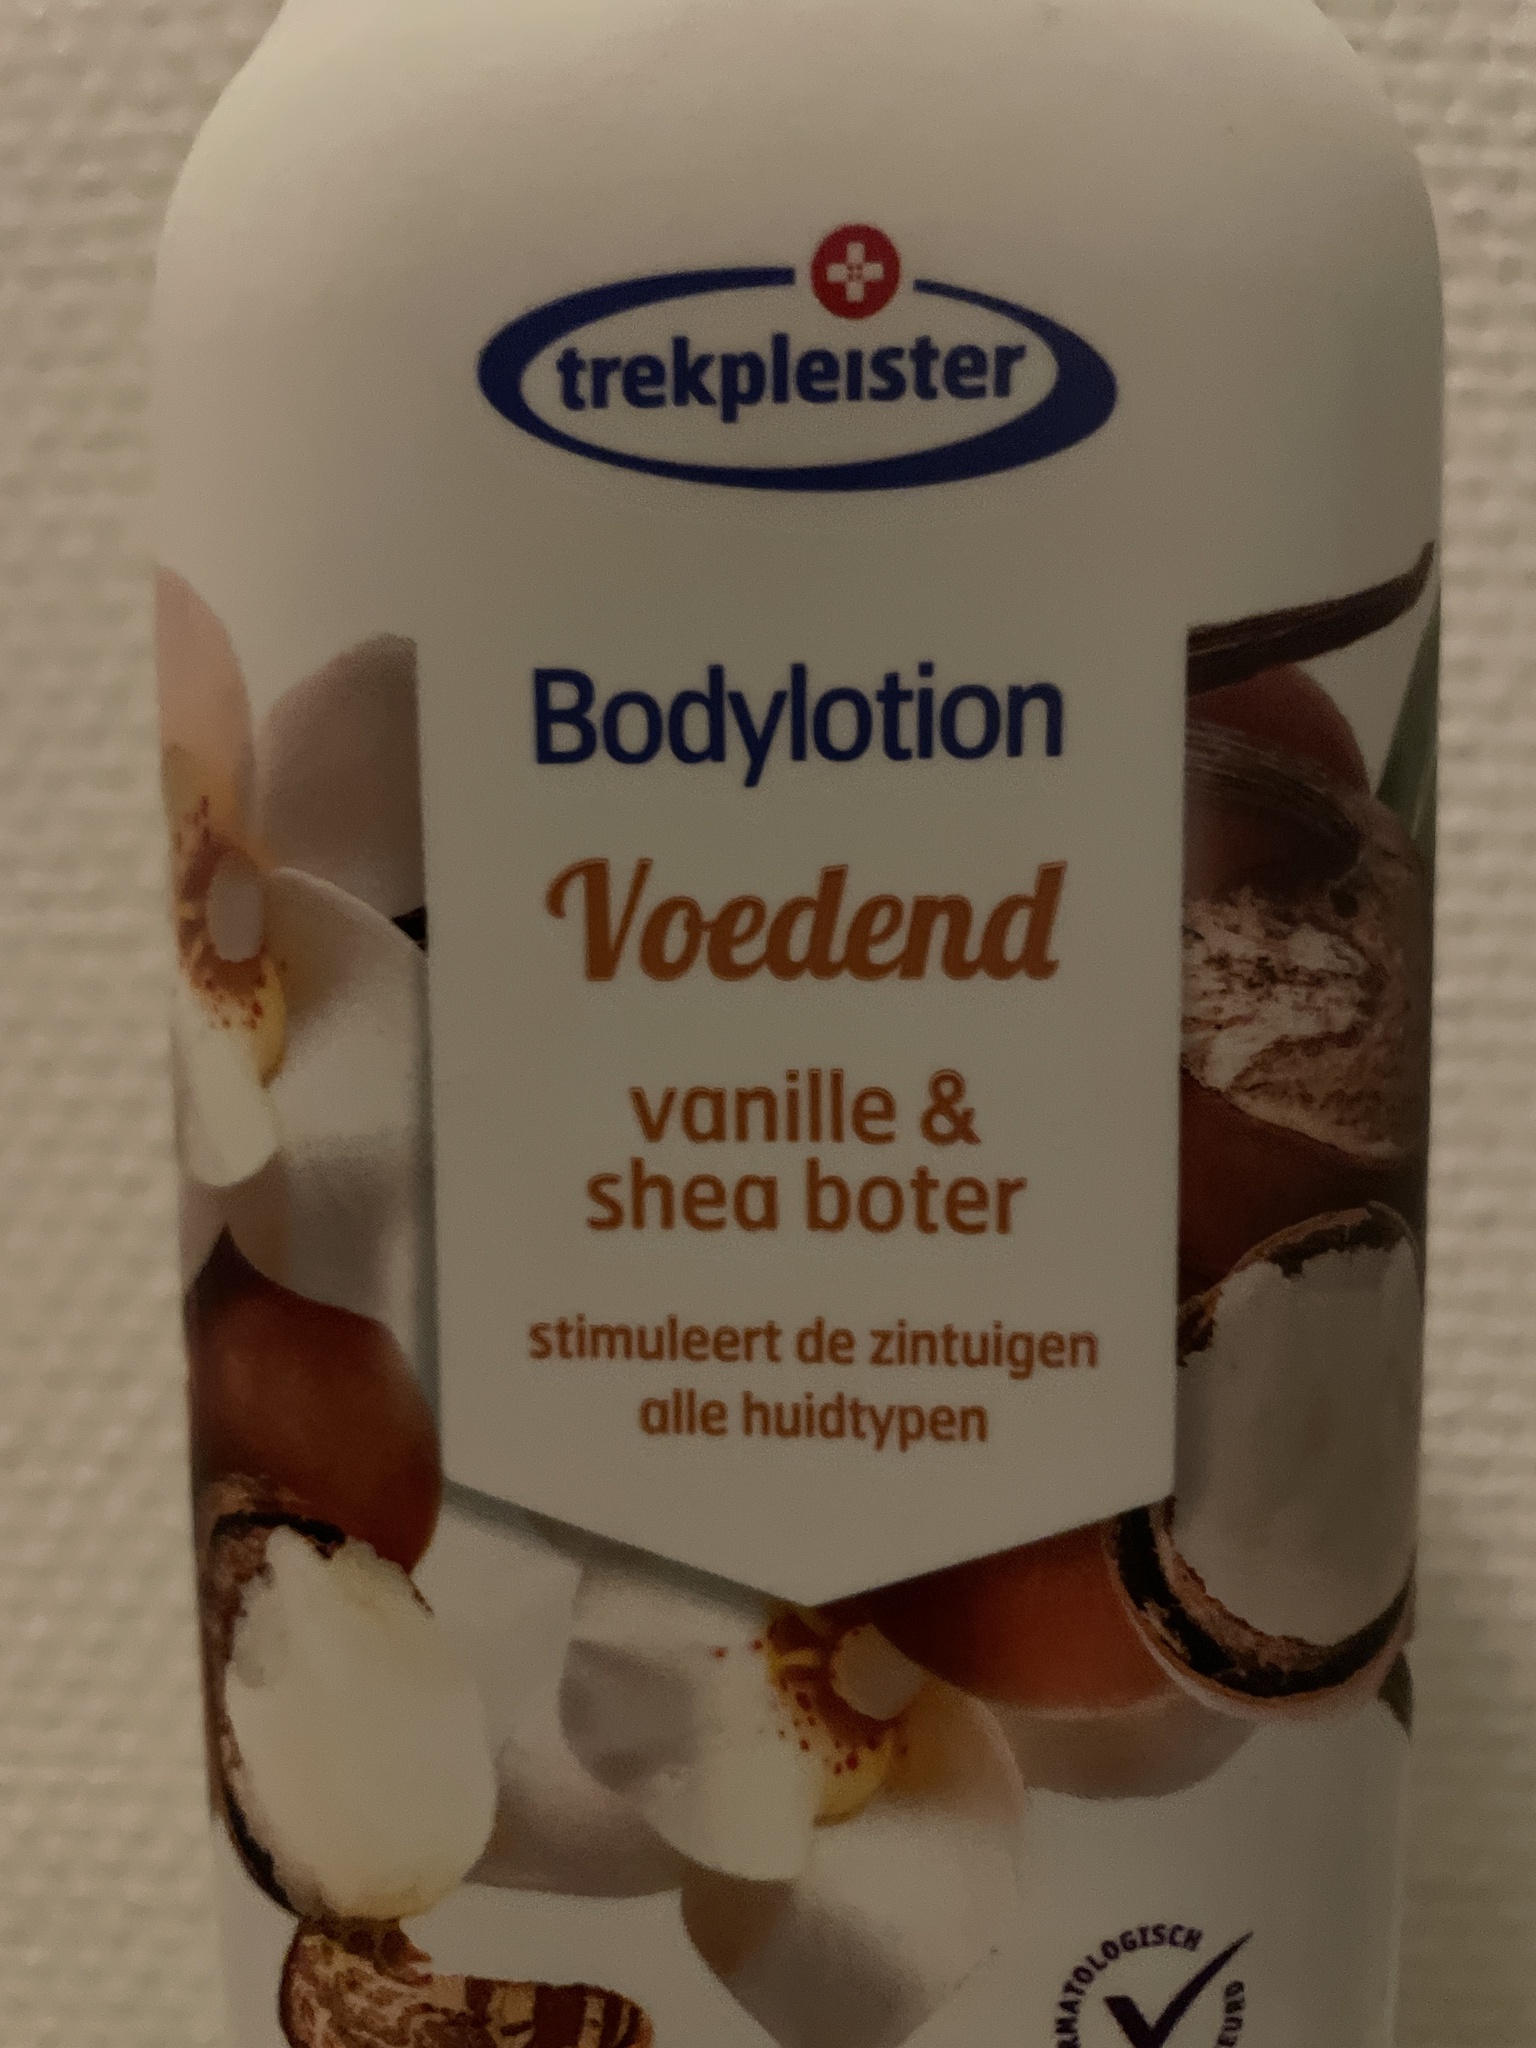 trekpleister
Bodylotion
Voedend
vanille &
shea boter
stimuleert de zintuigen
alle huidtypen